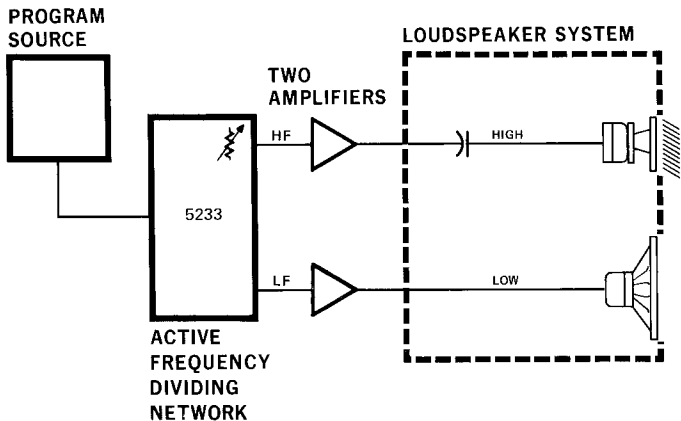 PROGRAM
SOURCE
LOUDSPEAKER SYSTEM
TWO
AMPLIFIERS
HF
HIGH
5233
LF
LOW
ACTIVE
FREQUENCY
DIVIDING
NETWORK